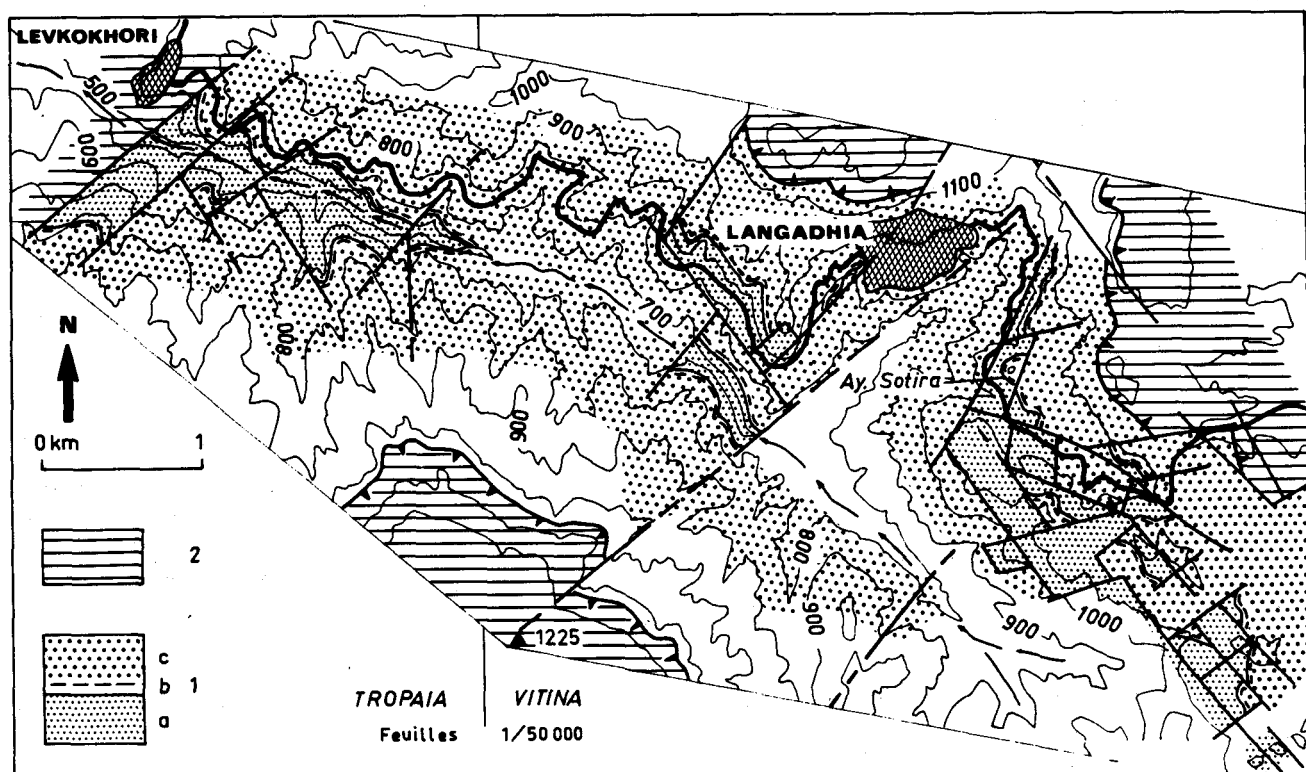 LEVKOKHORI
500
600
1000
900
800
1100
LANGADHIA
700
800
N
0 km 1
Ay. Sotira
900
800
900
900
1000
1225
2
c
b 1
a
TROPAIA VITINA
Feuilles 1/50 000